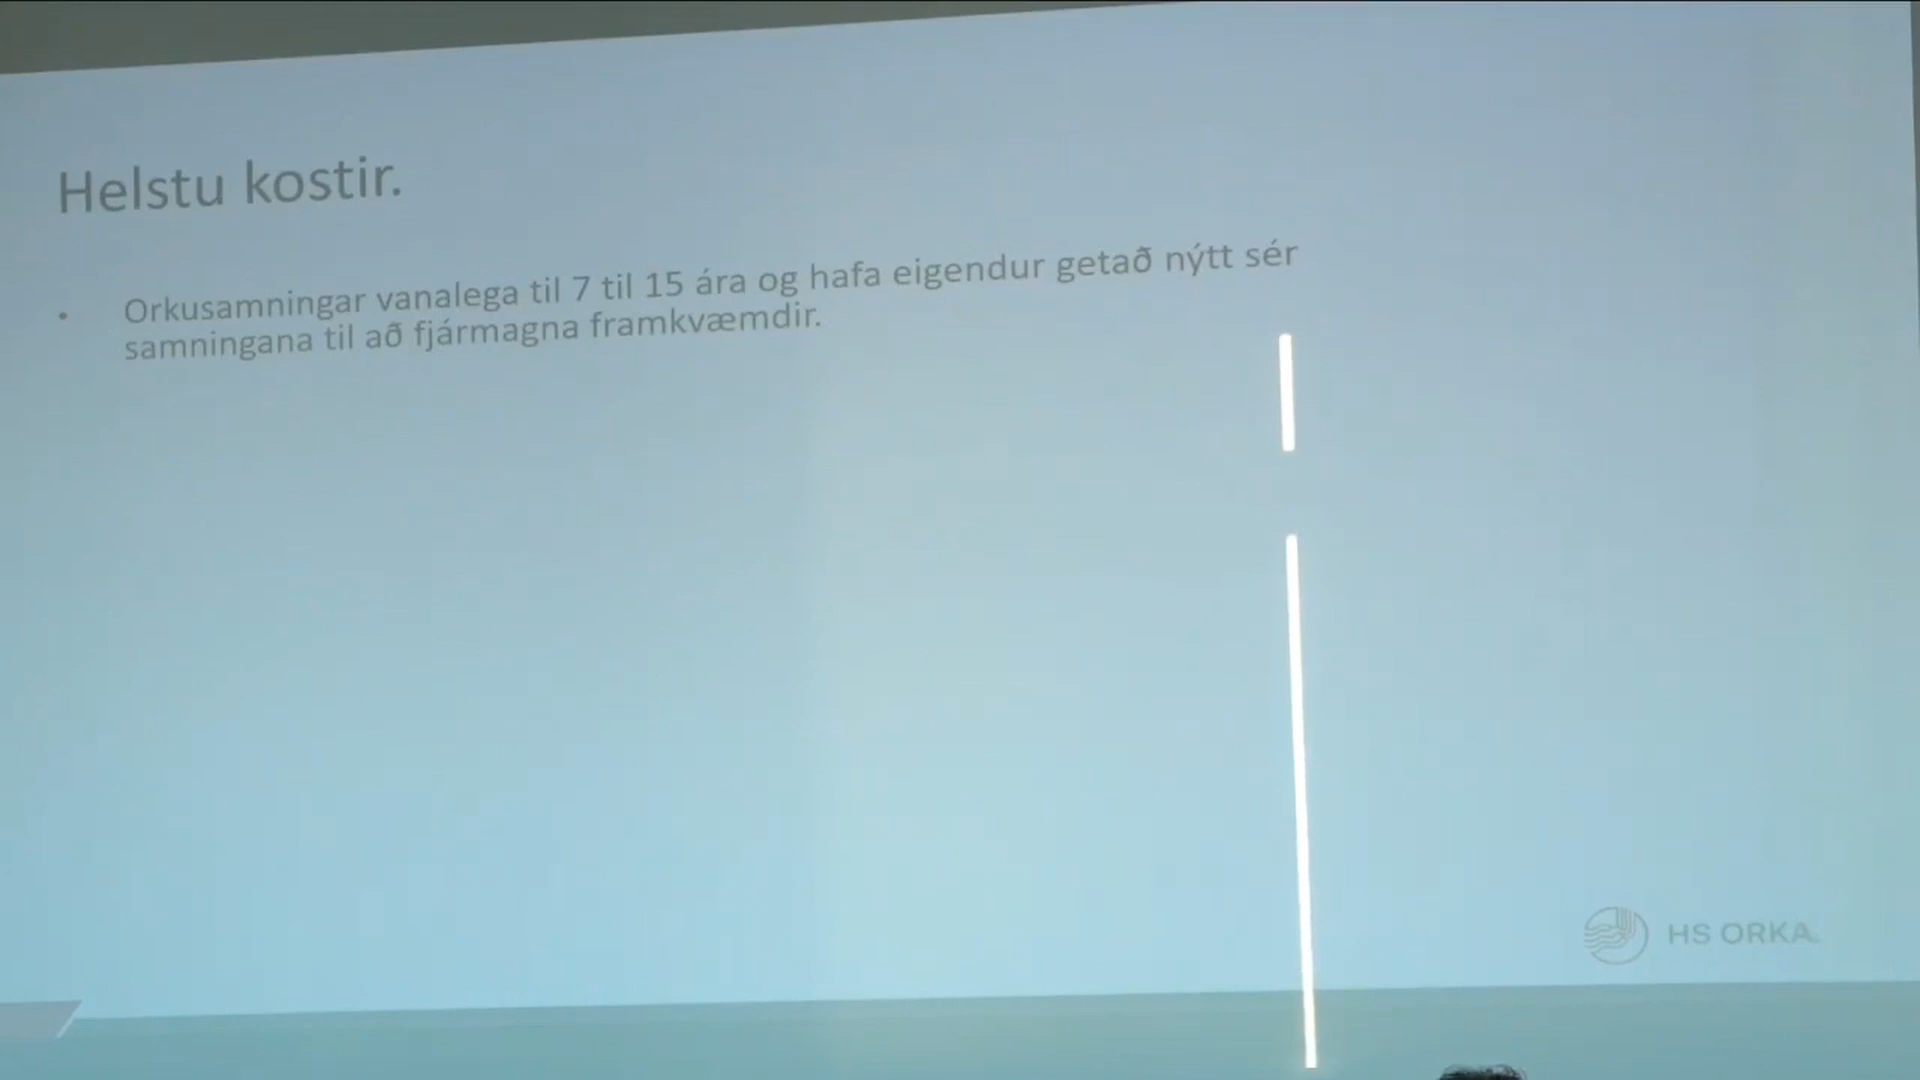 Helstu kostir.
• Orkusamningar vanalega til 7 til 15 ára og hafa eigendur getað nýtt sér
samningana til að fjármagna framkvæmdir.
HS ORKA.